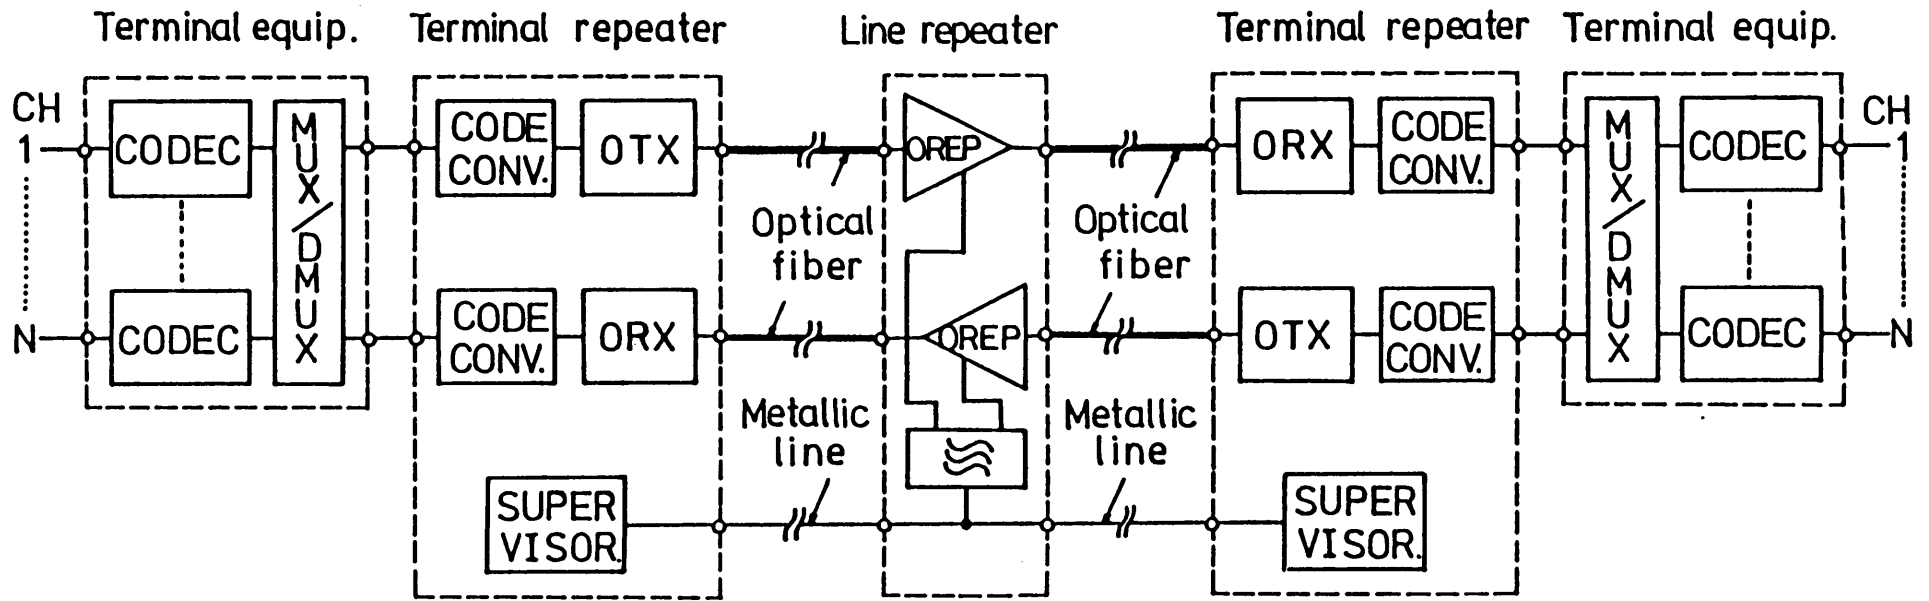 Terminal equip.
Terminal repeater
Line repeater
Terminal repeater
Terminal equip.
CH
1
N
CODEC
CODEC
MUX/DMUX
CODE
CONV.
OTX
CODE
CONV.
ORX
SUPER
VISOR.
Optical
fiber
Metallic
line
OREP
OREP
Optical
fiber
Metallic
line
ORX
CODE
CONV.
OTX
CODE
CONV.
SUPER
VISOR.
MUX/DMUX
CODEC
CODEC
CH
1
N